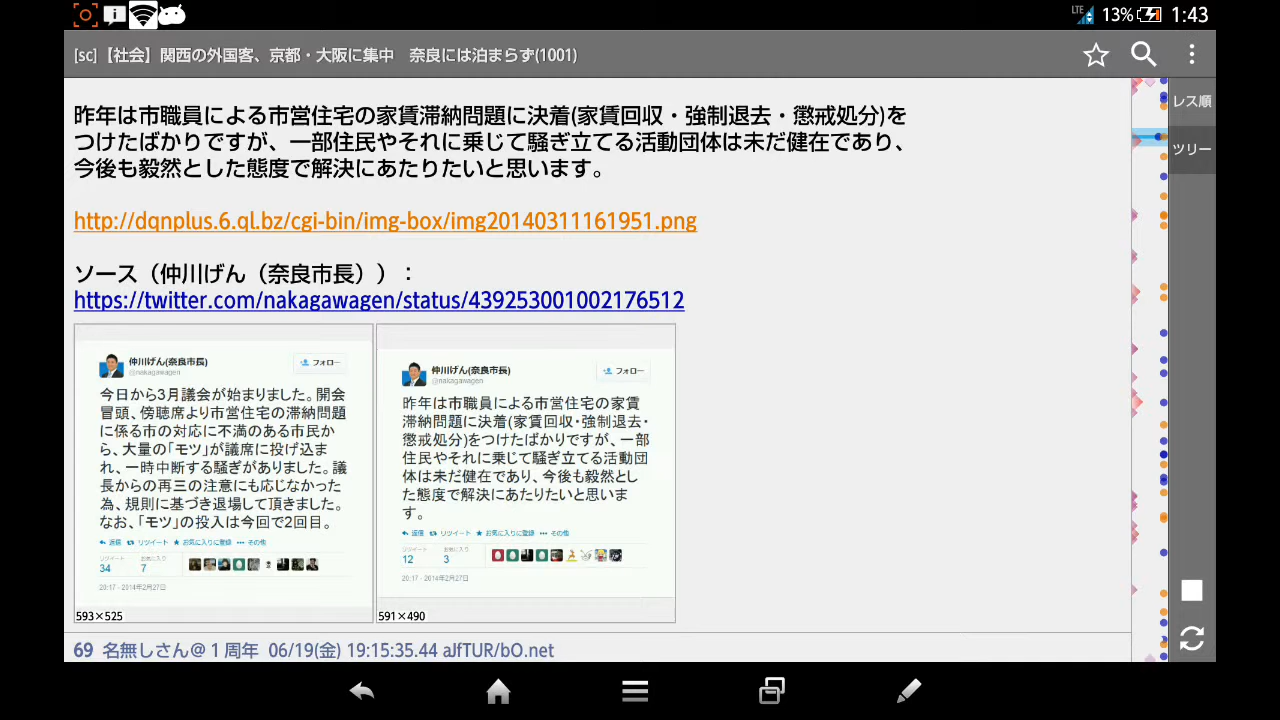 LTE 13% 1:43
[sc]【社会】関西の外国客、京都・大阪に集中　奈良には泊まらず(1001)
レス順
ツリー
昨年は市職員による市営住宅の家賃滞納問題に決着(家賃回収・強制退去・懲戒処分)を
つけたばかりですが、一部住民やそれに乗じて騒ぎ立てる活動団体は未だ健在であり、
今後も毅然とした態度で解決にあたりたいと思います。
http://dqnplus.6.ql.bz/cgi-bin/img-box/img20140311161951.png
ソース（仲川げん（奈良市長））：
https://twitter.com/nakagawagen/status/439253001002176512
仲川げん(奈良市長)
@nakagawagen
フォロー
今日から3月議会が始まりました。開会
冒頭、傍聴席より市営住宅の滞納問題
に係る市の対応に不満のある市民か
ら、大量の「モツ」が議席に投げ込ま
れ、一時中断する騒ぎがありました。議
長からの再三の注意にも応じなかった
為、規則に基づき退場して頂きました。
なお、「モツ」の投入は今回で2回目。
返信 リツイート お気に入りに登録 その他
リツイート お気に入り
34 7
20:17 - 2014年2月27日
593×525
仲川げん(奈良市長)
@nakagawagen
フォロー
昨年は市職員による市営住宅の家賃
滞納問題に決着(家賃回収・強制退去・
懲戒処分)をつけたばかりですが、一部
住民やそれに乗じて騒ぎ立てる活動団
体は未だ健在であり、今後も毅然とし
た態度で解決にあたりたいと思いま
す。
返信 リツイート お気に入りに登録 その他
リツイート お気に入り
12 3
20:17 - 2014年2月27日
591×490
69 名無しさん＠１周年 06/19(金) 19:15:35.44 aJfTUR/bO.net